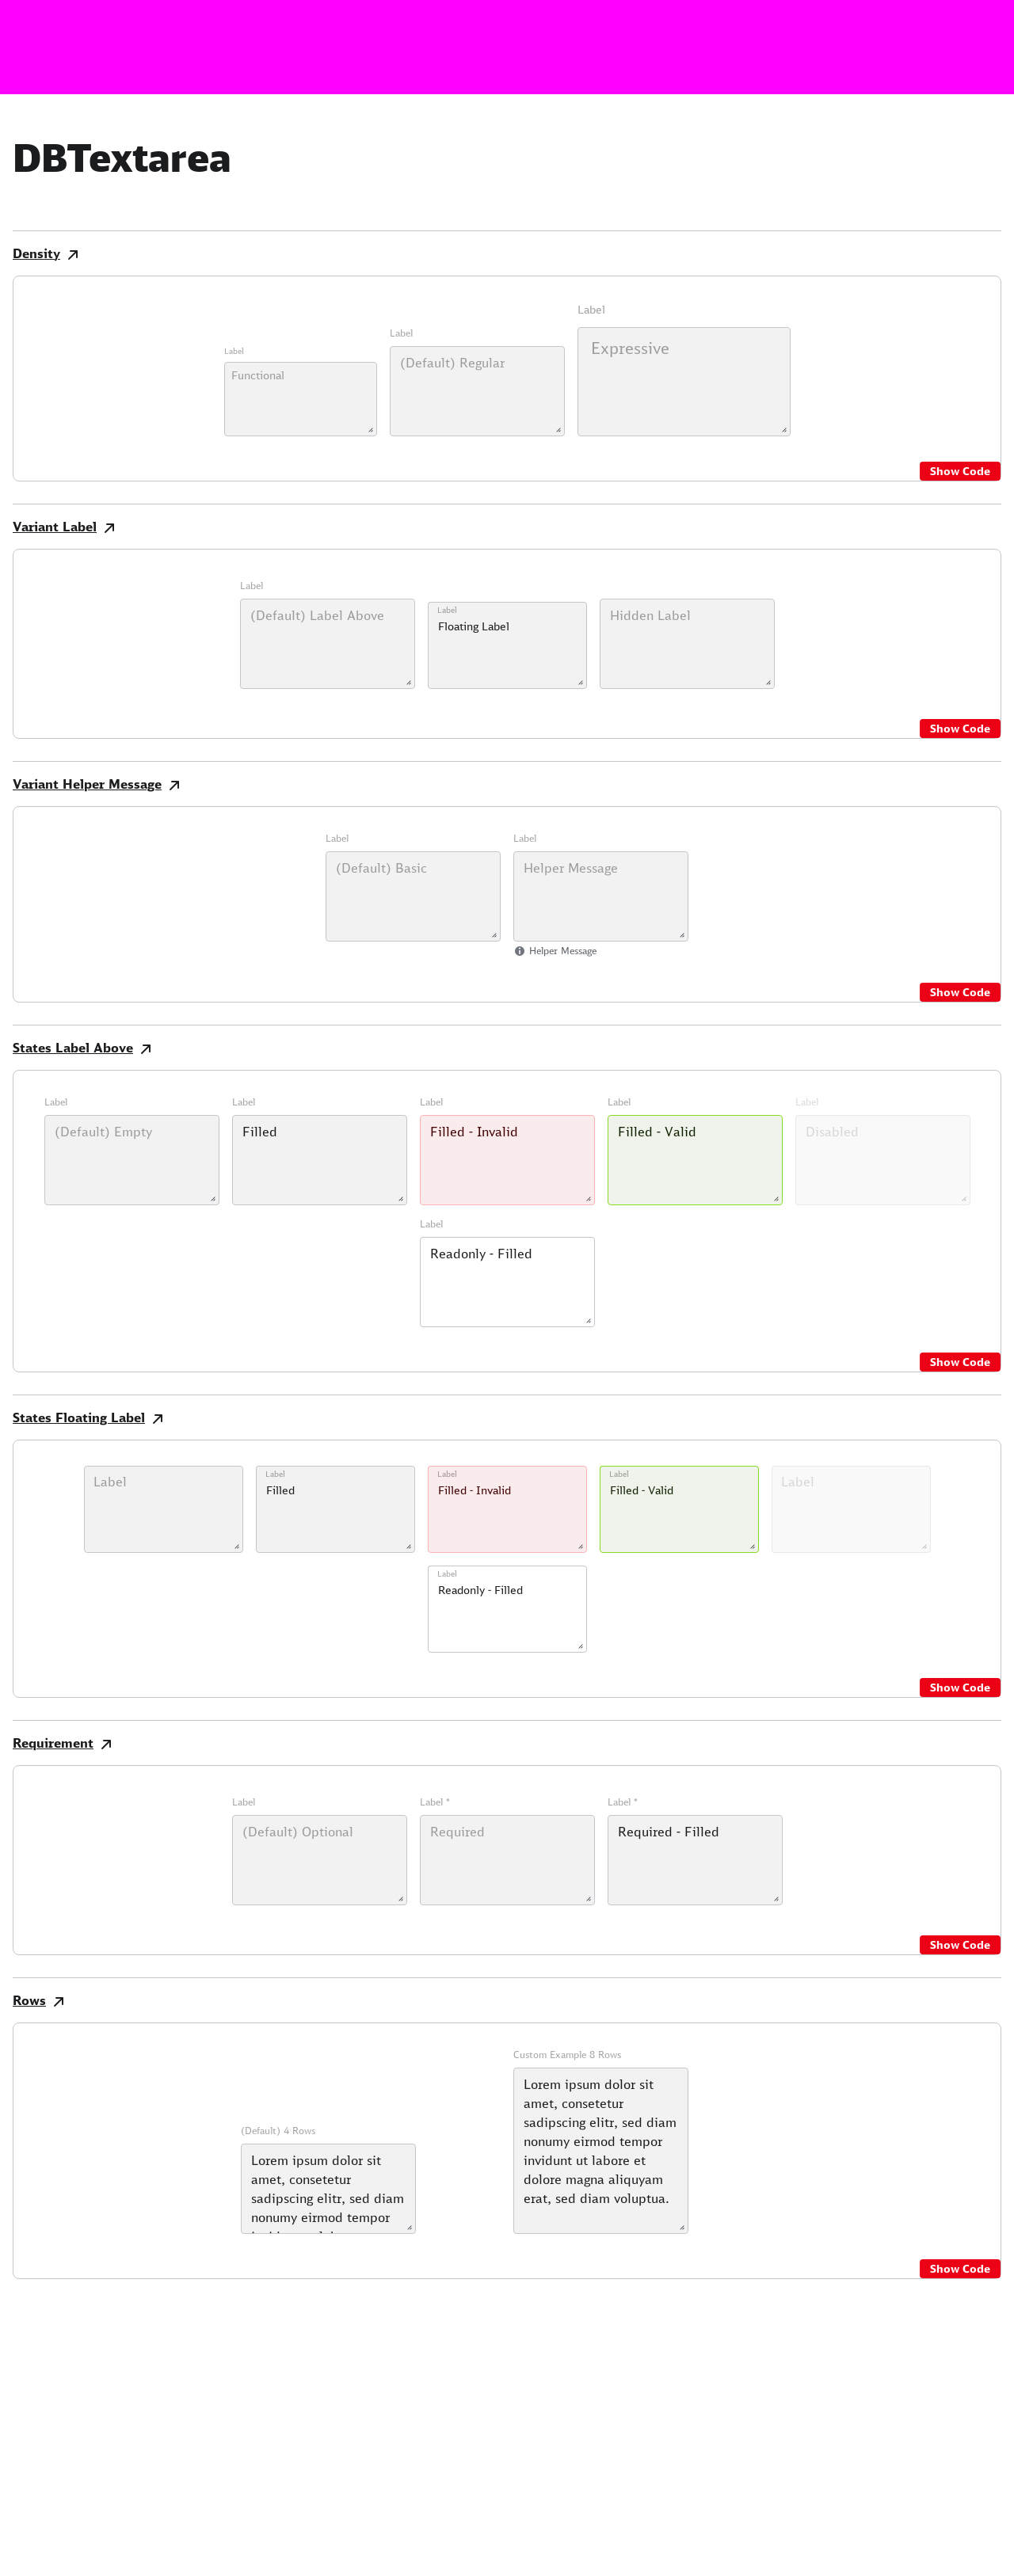 DBTextarea
Density
Label
Functional
Label
(Default) Regular
Label
Expressive
Show Code
Variant Label
Label
(Default) Label Above
Label
Floating Label
Hidden Label
Show Code
Variant Helper Message
Label
(Default) Basic
Label
Helper Message
Helper Message
Show Code
States Label Above
Label
(Default) Empty
Label
Filled
Label
Filled - Invalid
Label
Filled - Valid
Label
Disabled
Label
Readonly - Filled
Show Code
States Floating Label
Label
Label
Filled
Label
Filled - Invalid
Label
Filled - Valid
Label
Label
Readonly - Filled
Show Code
Requirement
Label
(Default) Optional
Label *
Required
Label *
Required - Filled
Show Code
Rows
(Default) 4 Rows
Lorem ipsum dolor sit
amet, consetetur
sadipscing elitr, sed diam
nonumy eirmod tempor
Custom Example 8 Rows
Lorem ipsum dolor sit
amet, consetetur
sadipscing elitr, sed diam
nonumy eirmod tempor
invidunt ut labore et
dolore magna aliquyam
erat, sed diam voluptua.
Show Code